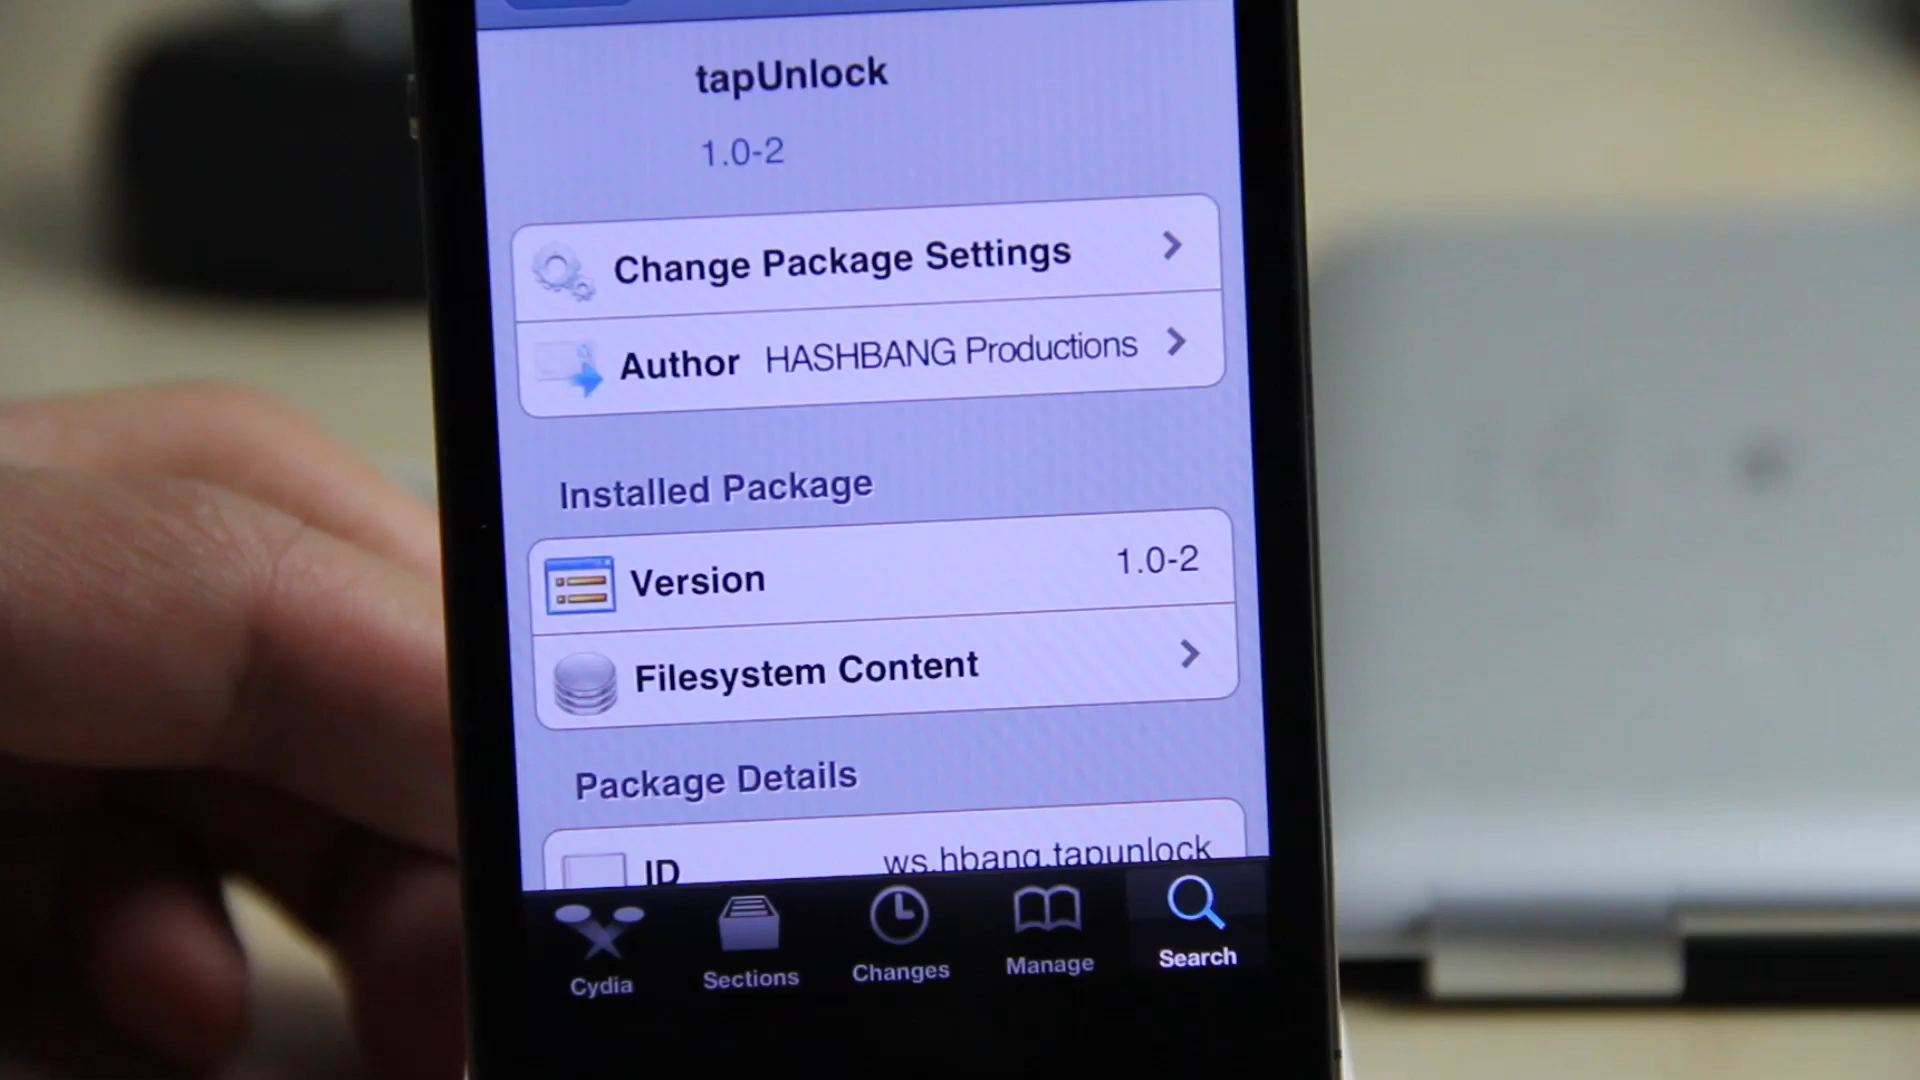 tapUnlock
1.0-2
Change Package Settings
Author HASHBANG Productions
Installed Package
Version 1.0-2
Filesystem Content
Package Details
ID ws.hbang.tapunlock
Cydia Sections Changes Manage Search